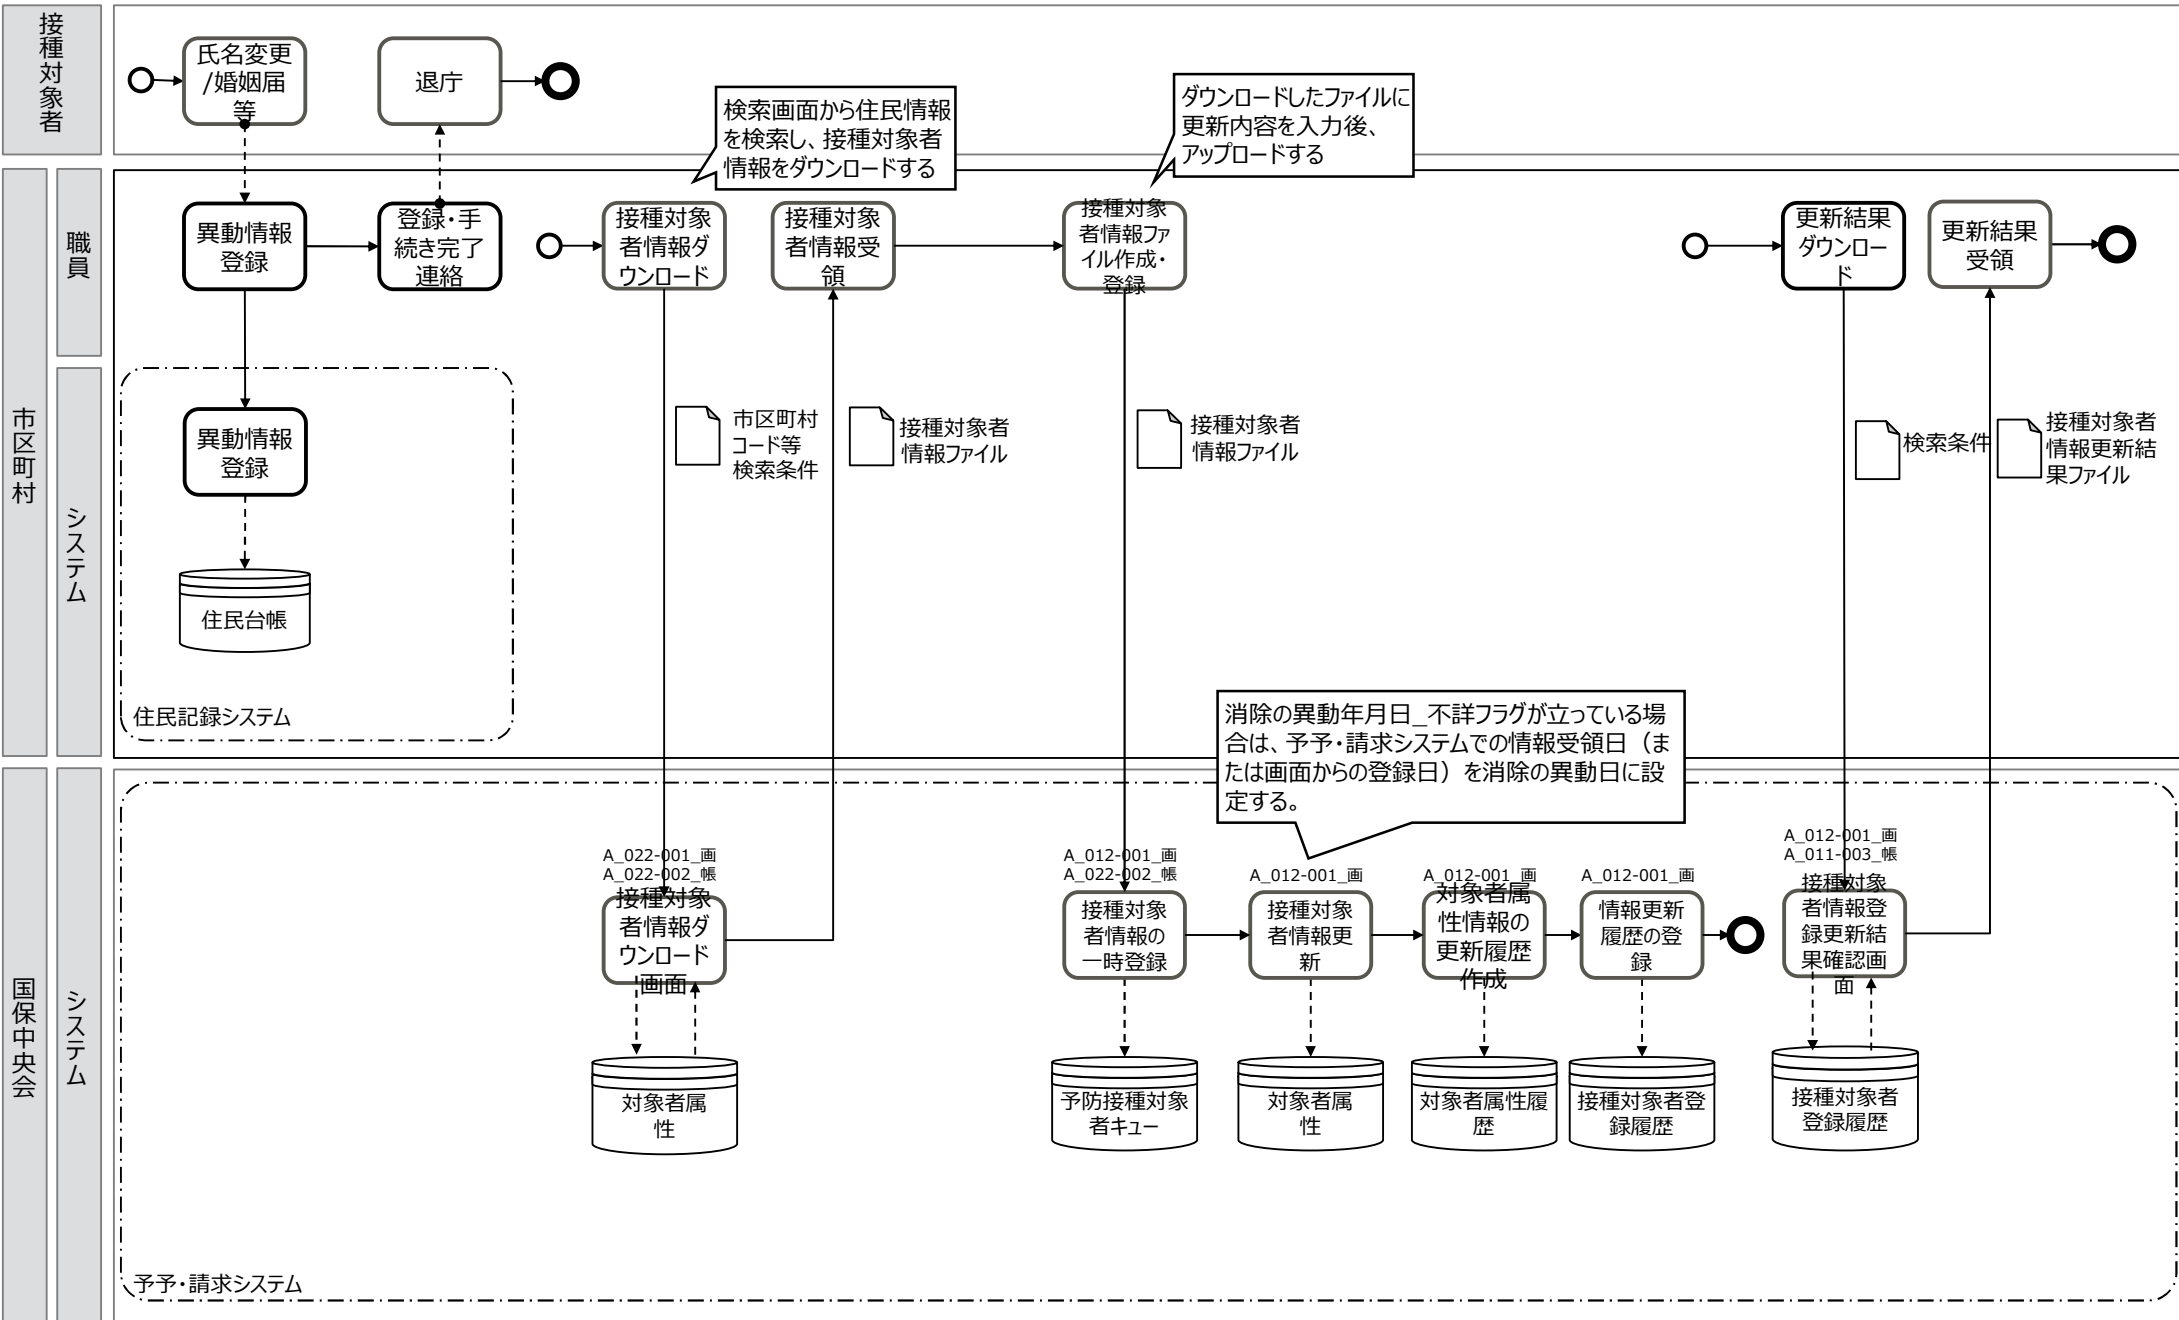 接種対象者
氏名変更
/婚姻届
等
退庁
検索画面から住民情報
を検索し、接種対象者
情報をダウンロードする
ダウンロードしたファイルに
更新内容を入力後、
アップロードする
市区町村
職員
異動情報
登録
登録・手
続き完了
連絡
接種対象
者情報ダ
ウンロード
接種対象
者情報受
領
接種対象
者情報ファ
イル作成・
登録
更新結果
ダウンロー
ド
更新結果
受領
システム
異動情報
登録
住民台帳
住民記録システム
市区町村
コード等
検索条件
接種対象者
情報ファイル
接種対象者
情報ファイル
検索条件
接種対象者
情報更新結
果ファイル
消除の異動年月日_不詳フラグが立っている場
合は、予予・請求システムでの情報受領日（ま
たは画面からの登録日）を消除の異動日に設
定する。
国保中央会
システム
A_022-001_画
A_022-002_帳
接種対象
者情報ダ
ウンロード
画面
対象者属
性
A_012-001_画
A_022-002_帳
接種対象
者情報の
一時登録
予防接種対象
者キュー
A_012-001_画
接種対象
者情報更
新
対象者属
性
A_012-001_画
対象者属
性情報の
更新履歴
作成
対象者属性履
歴
A_012-001_画
情報更新
履歴の登
録
接種対象者登
録履歴
A_012-001_画
A_011-003_帳
接種対象
者情報登
録更新結
果確認画
面
接種対象者
登録履歴
予予・請求システム